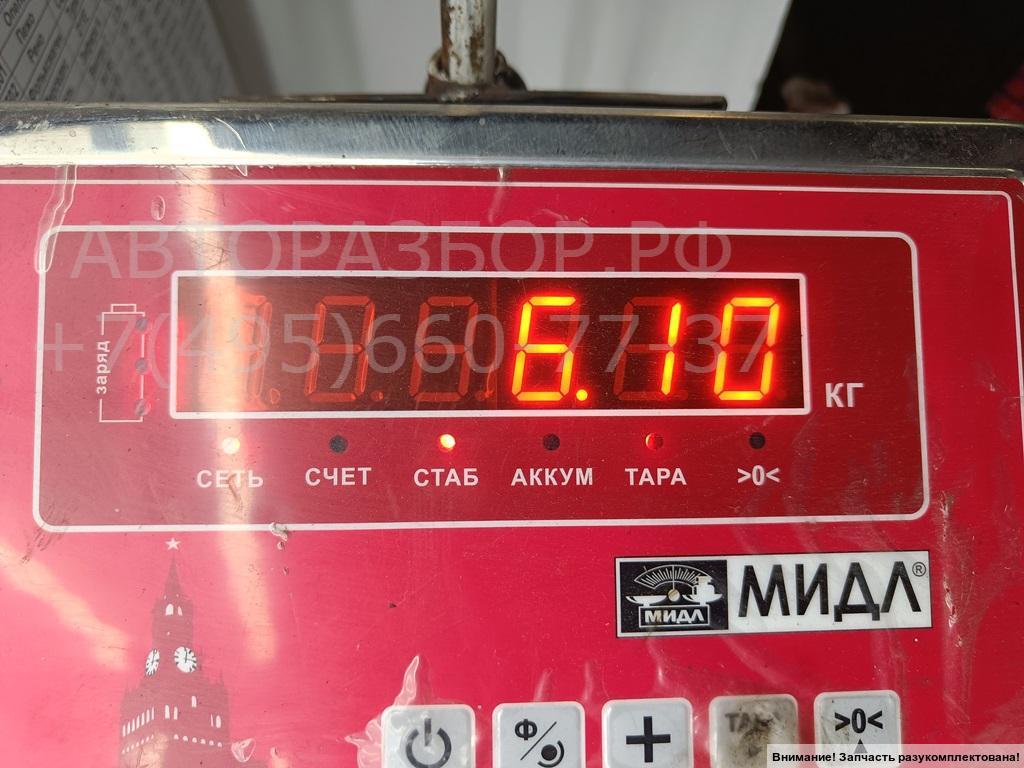 АВТОРАЗБОР.РФ
+7(495)660-77-37
заряд
6.10
КГ
СЕТЬ СЧЕТ СТАБ АККУМ ТАРА >0<
МИДЛ
МИДЛ®
Ф
+
>0<
Внимание! Запчасть разукомплектована!